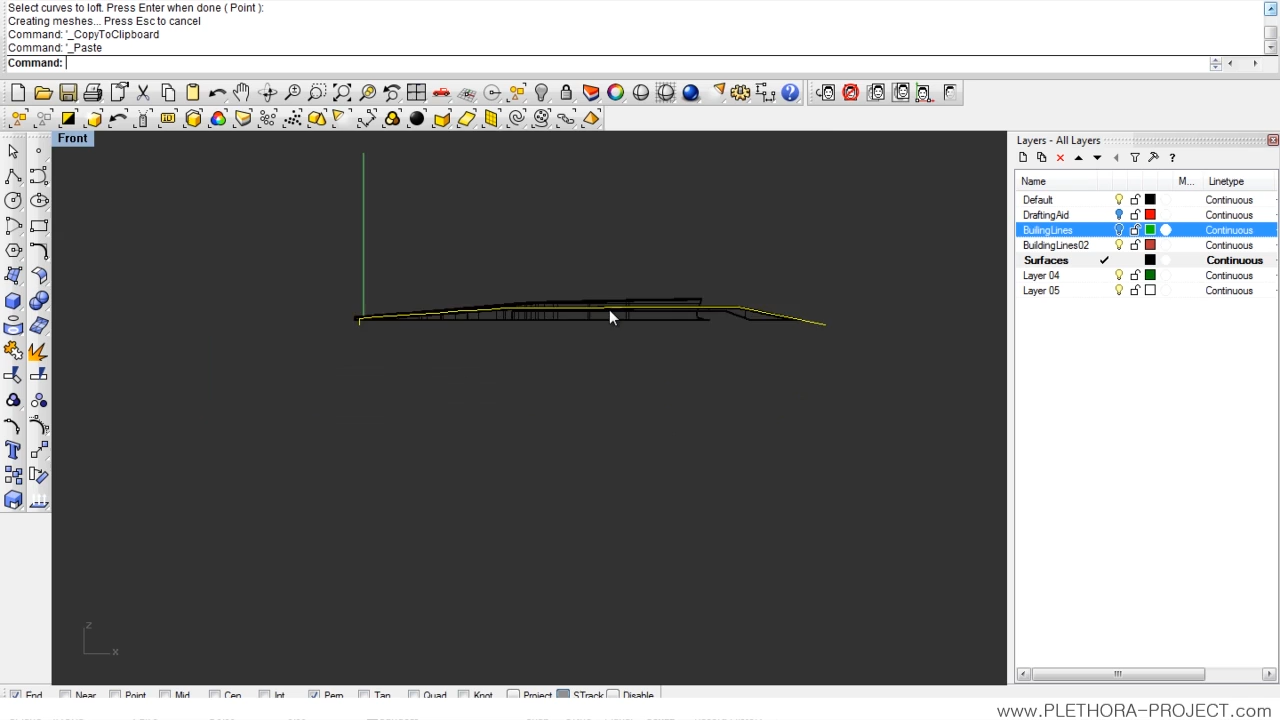 Select curves to loft. Press Enter when done ( Point ):
Creating meshes... Press Esc to cancel
Command: '_CopyToClipboard
Command: '_Paste
Command:
Front
Layers - All Layers
Name M... Linetype
Default Continuous
DraftingAid Continuous
BuilingLines Continuous
BuildingLines02 Continuous
Surfaces Continuous
Layer 04 Continuous
Layer 05 Continuous
z
x
End Near Point Mid Cen Int Perp Tan Quad Knot Project STrack Disable
www.PLETHORA-PROJECT.com